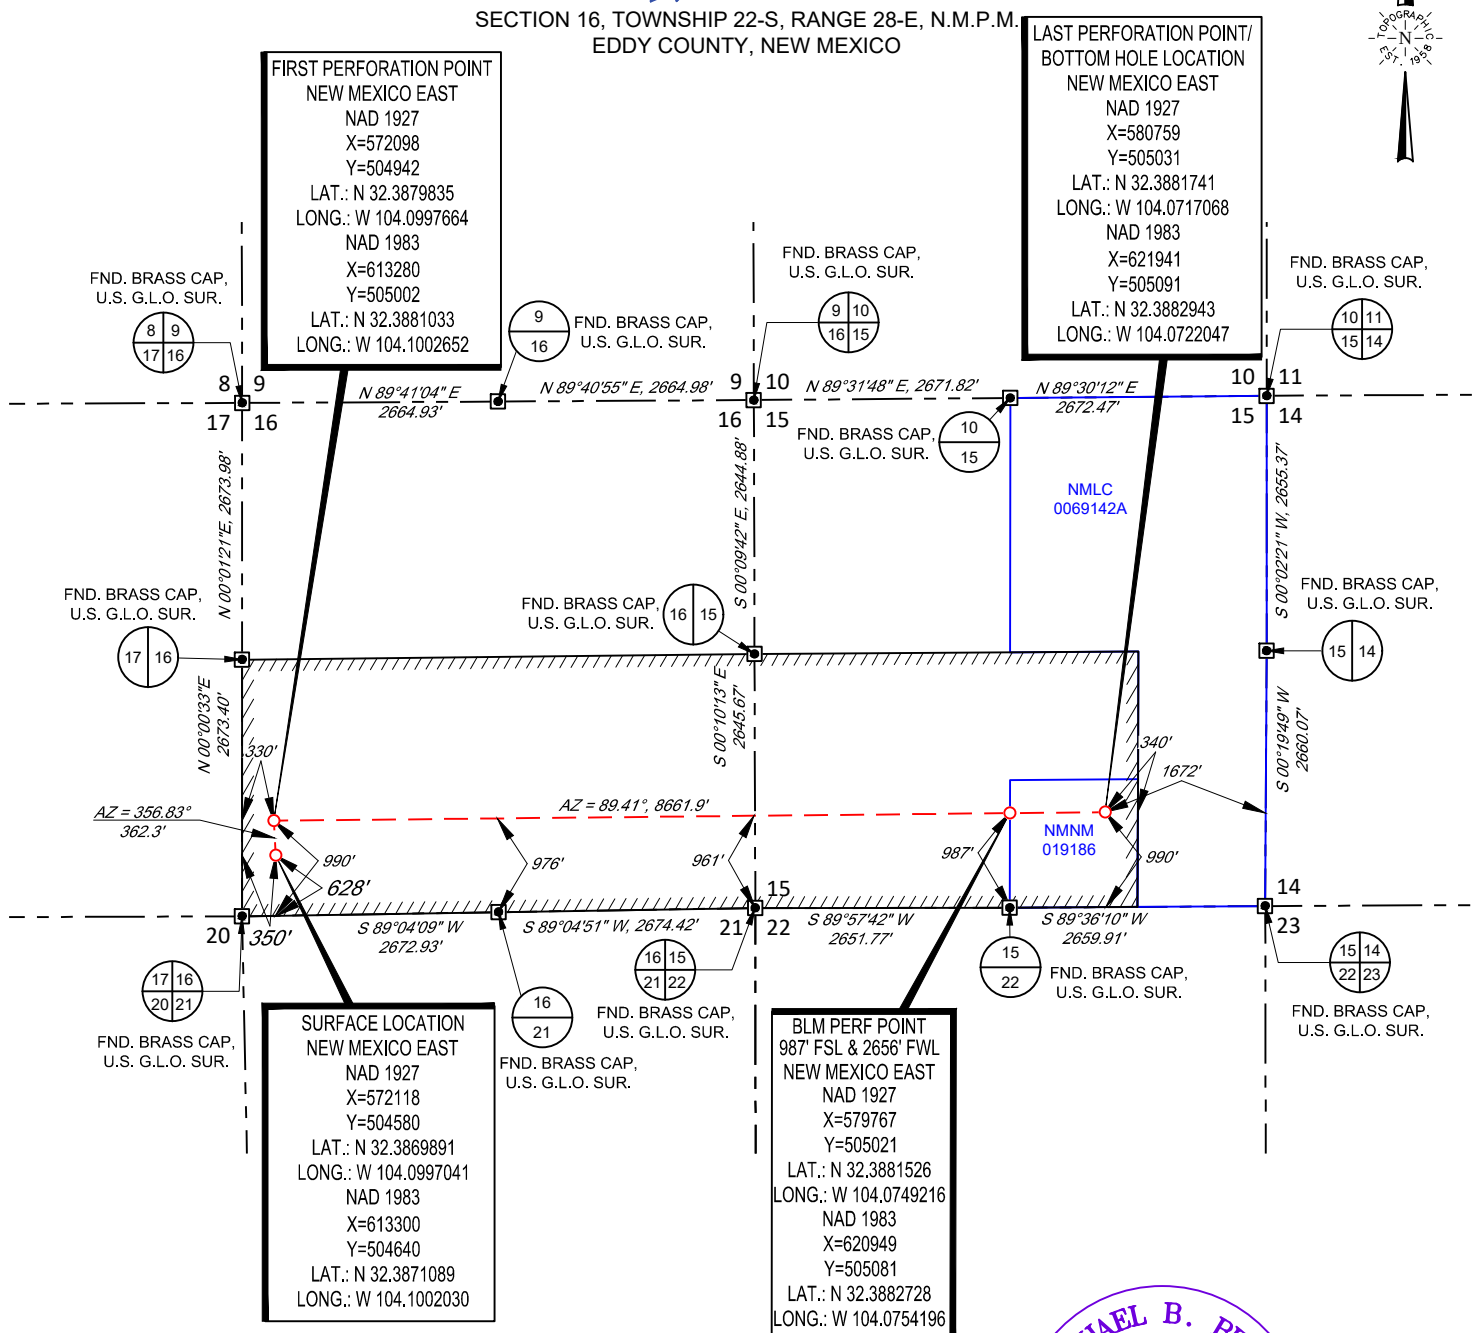 SECTION 16, TOWNSHIP 22-S, RANGE 28-E, N.M.P.M.
EDDY COUNTY, NEW MEXICO
TOPOGRAPHIC
N
EST. 1958
FIRST PERFORATION POINT
NEW MEXICO EAST
NAD 1927
X=572098
Y=504942
LAT.: N 32.3879835
LONG.: W 104.0997664
NAD 1983
X=613280
Y=505002
LAT.: N 32.3881033
LONG.: W 104.1002652
LAST PERFORATION POINT/
BOTTOM HOLE LOCATION
NEW MEXICO EAST
NAD 1927
X=580759
Y=505031
LAT.: N 32.3881741
LONG.: W 104.0717068
NAD 1983
X=621941
Y=505091
LAT.: N 32.3882943
LONG.: W 104.0722047
FND. BRASS CAP,
U.S. G.L.O. SUR.
8 9
17 16
9
16
FND. BRASS CAP,
U.S. G.L.O. SUR.
FND. BRASS CAP,
U.S. G.L.O. SUR.
9 10
16 15
FND. BRASS CAP,
U.S. G.L.O. SUR.
10 11
15 14
8 9
17 16
N 89°41'04" E
2664.93'
N 89°40'55" E, 2664.98'
9 10
16 15
N 89°31'48" E, 2671.82'
N 89°30'12" E
2672.47'
10 11
15 14
FND. BRASS CAP,
U.S. G.L.O. SUR.
10
15
N 00°01'21"E, 2673.98'
S 00°09'42" E, 2644.88'
NMLC
0069142A
S 00°02'21" W, 2655.37'
FND. BRASS CAP,
U.S. G.L.O. SUR.
17 16
FND. BRASS CAP,
U.S. G.L.O. SUR.
16 15
FND. BRASS CAP,
U.S. G.L.O. SUR.
15 14
N 00°00'33"E
2673.40'
S 00°10'13" E
2645.67'
S 00°19'49" W
2660.07'
330'
340'
1672'
AZ = 356.83°
362.3'
AZ = 89.41°, 8661.9'
NMNM
019186
990'
628'
350'
976'
961'
987'
990'
20
S 89°04'09" W
2672.93'
S 89°04'51" W, 2674.42'
15
21 22
S 89°57'42" W
2651.77'
S 89°36'10" W
2659.91'
14
23
17 16
20 21
FND. BRASS CAP,
U.S. G.L.O. SUR.
16
21
FND. BRASS CAP,
U.S. G.L.O. SUR.
16 15
21 22
FND. BRASS CAP,
U.S. G.L.O. SUR.
15
22
FND. BRASS CAP,
U.S. G.L.O. SUR.
15 14
22 23
FND. BRASS CAP,
U.S. G.L.O. SUR.
SURFACE LOCATION
NEW MEXICO EAST
NAD 1927
X=572118
Y=504580
LAT.: N 32.3869891
LONG.: W 104.0997041
NAD 1983
X=613300
Y=504640
LAT.: N 32.3871089
LONG.: W 104.1002030
BLM PERF POINT
987' FSL & 2656' FWL
NEW MEXICO EAST
NAD 1927
X=579767
Y=505021
LAT.: N 32.3881526
LONG.: W 104.0749216
NAD 1983
X=620949
Y=505081
LAT.: N 32.3882728
LONG.: W 104.0754196
B.